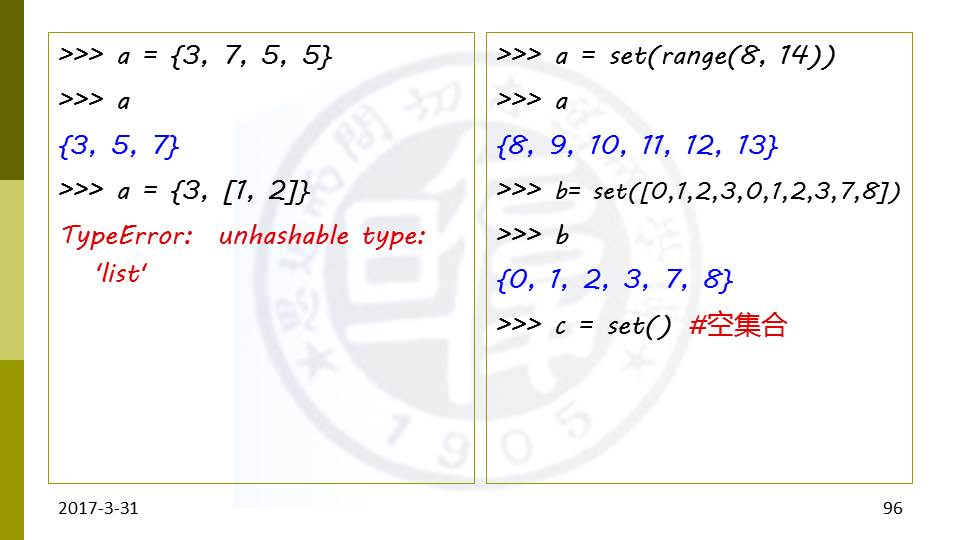 >>> a = {3, 7, 5, 5}
>>> a
{3, 5, 7}
>>> a = {3, [1, 2]}
TypeError: unhashable type:
'list'
>>> a = set(range(8, 14))
>>> a
{8, 9, 10, 11, 12, 13}
>>> b= set([0,1,2,3,0,1,2,3,7,8])
>>> b
{0, 1, 2, 3, 7, 8}
>>> c = set() #空集合
1905
2017-3-31
96